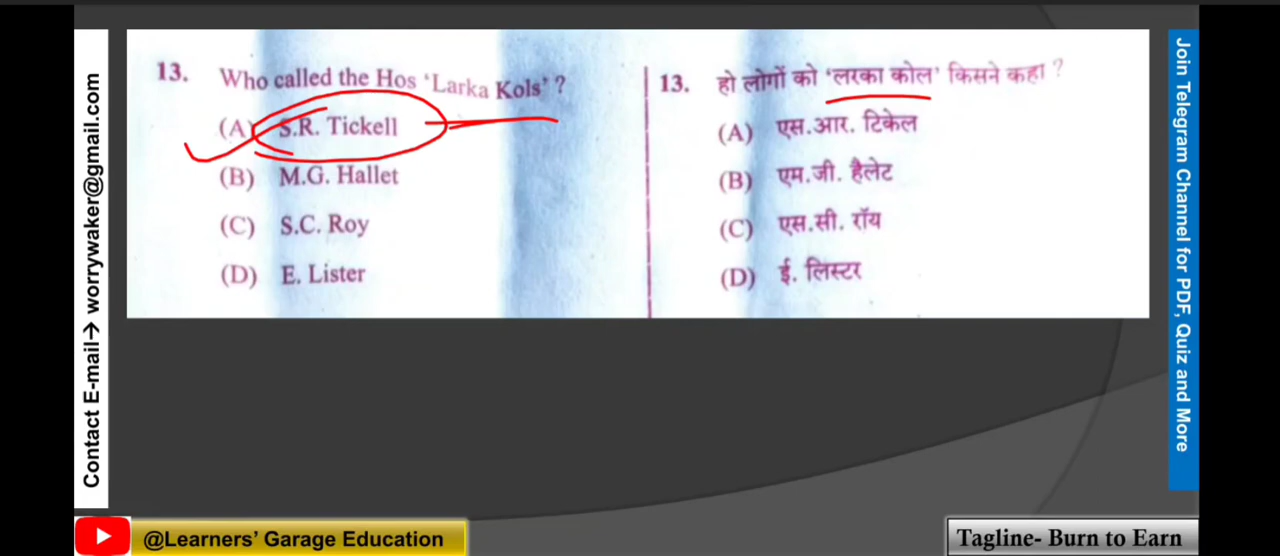 Contact E-mail→ worrywaker@gmail.com
13. Who called the Hos ‘Larka Kols’ ?
(A) S.R. Tickell
(B) M.G. Hallet
(C) S.C. Roy
(D) E. Lister
13. हो लोगों को ‘लरका कोल’ किसने कहा ?
(A) एस.आर. टिकेल
(B) एम.जी. हैलेट
(C) एस.सी. रॉय
(D) ई. लिस्टर
Join Telegram Channel for PDF, Quiz and More
@Learners’ Garage Education
Tagline- Burn to Earn